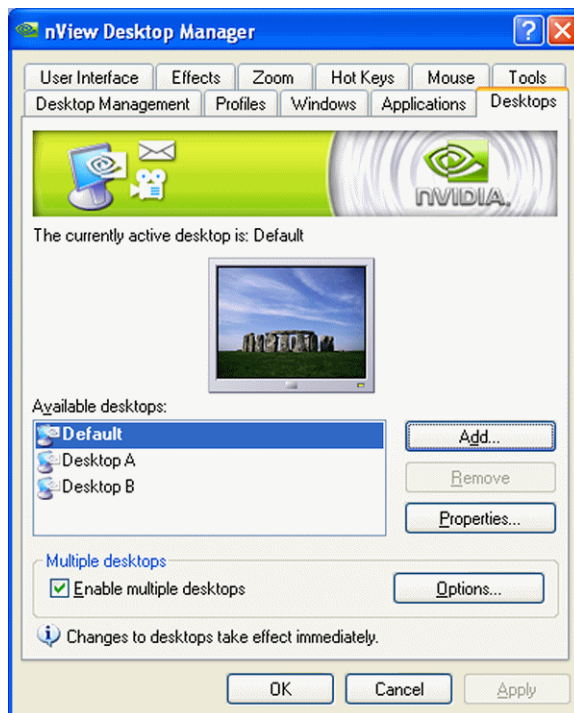 nView Desktop Manager
User Interface Effects Zoom Hot Keys Mouse Tools
Desktop Management Profiles Windows Applications Desktops
NVIDIA.
The currently active desktop is: Default
Available desktops:
Default
Add...
Desktop A
Remove
Desktop B
Properties...
Multiple desktops
Enable multiple desktops
Options...
Changes to desktops take effect immediately.
OK Cancel Apply